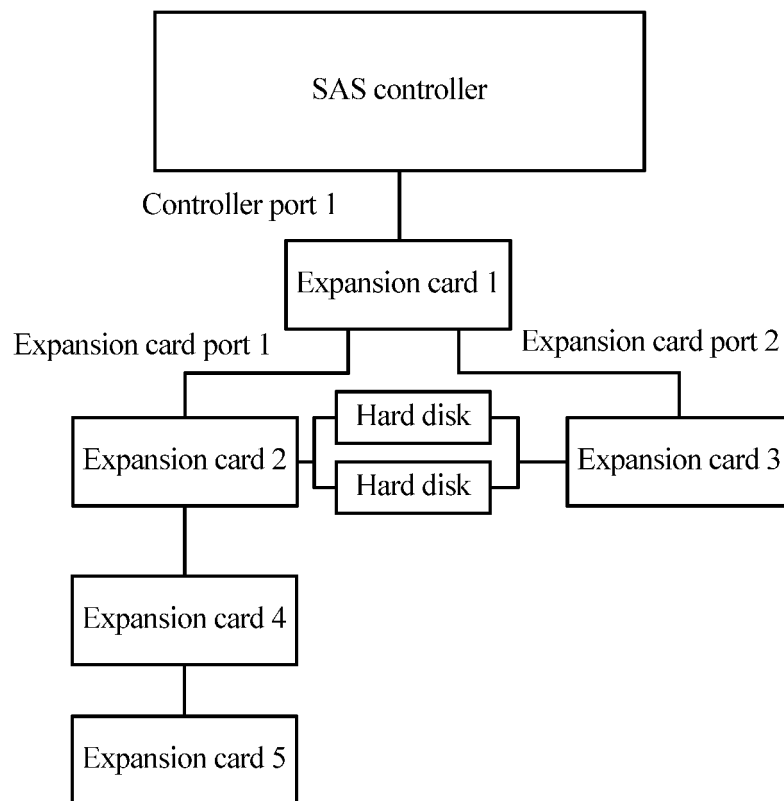 SAS controller
Controller port 1
Expansion card 1
Expansion card port 1
Expansion card port 2
Hard disk
Expansion card 2
Expansion card 3
Hard disk
Expansion card 4
Expansion card 5